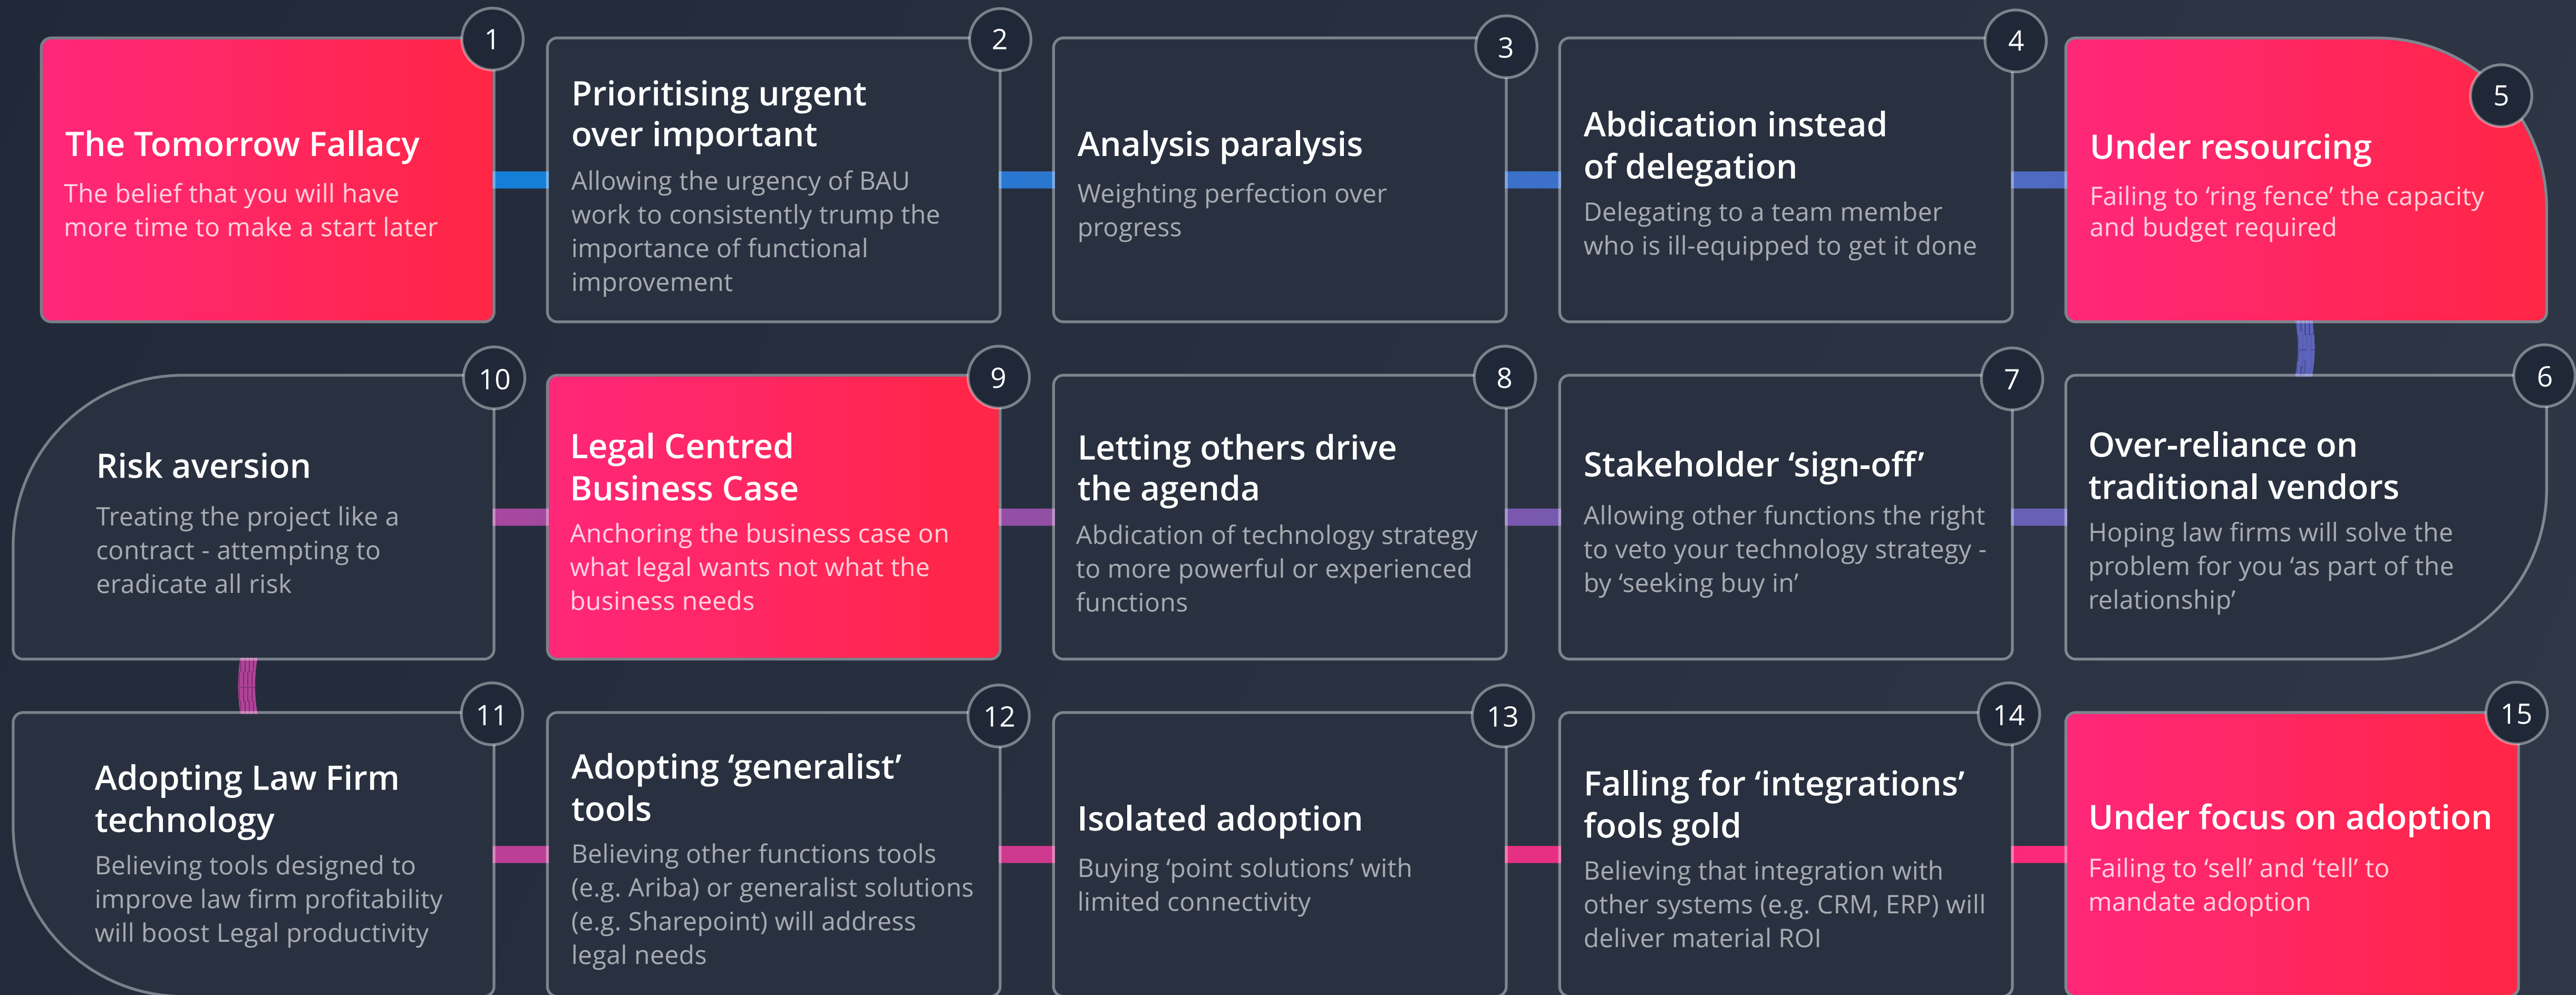 1
The Tomorrow Fallacy
The belief that you will have
more time to make a start later
2
Prioritising urgent
over important
Allowing the urgency of BAU
work to consistently trump the
importance of functional
improvement
3
Analysis paralysis
Weighting perfection over
progress
4
Abdication instead
of delegation
Delegating to a team member
who is ill-equipped to get it done
5
Under resourcing
Failing to ‘ring fence’ the capacity
and budget required
6
Over-reliance on
traditional vendors
Hoping law firms will solve the
problem for you ‘as part of the
relationship’
7
Stakeholder ‘sign-off’
Allowing other functions the right
to veto your technology strategy -
by ‘seeking buy in’
8
Letting others drive
the agenda
Abdication of technology strategy
to more powerful or experienced
functions
9
Legal Centred
Business Case
Anchoring the business case on
what legal wants not what the
business needs
10
Risk aversion
Treating the project like a
contract - attempting to
eradicate all risk
11
Adopting Law Firm
technology
Believing tools designed to
improve law firm profitability
will boost Legal productivity
12
Adopting ‘generalist’
tools
Believing other functions tools
(e.g. Ariba) or generalist solutions
(e.g. Sharepoint) will address
legal needs
13
Isolated adoption
Buying ‘point solutions’ with
limited connectivity
14
Falling for ‘integrations’
fools gold
Believing that integration with
other systems (e.g. CRM, ERP) will
deliver material ROI
15
Under focus on adoption
Failing to ‘sell’ and ‘tell’ to
mandate adoption